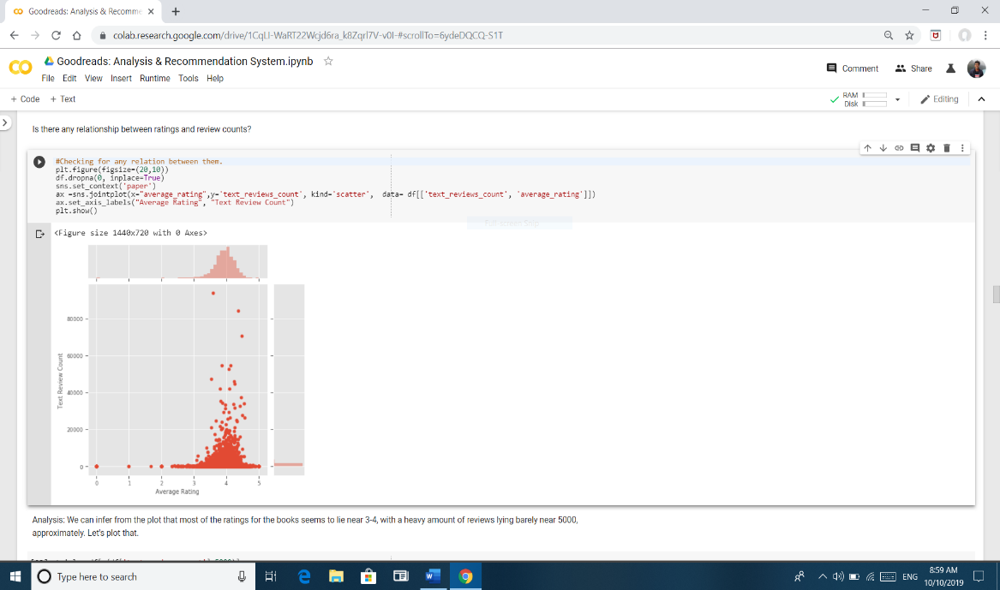 Goodreads: Analysis & Recomme
colab.research.google.com/drive/1CqLI-WaRT22Wcjd6ra_k8Zqrl7V-v0I-#scrollTo=6ydeDQCQ-S1T
Goodreads: Analysis & Recommendation System.ipynb
Comment Share
File Edit View Insert Runtime Tools Help
+ Code + Text
RAM
Disk
Editing
Is there any relationship between ratings and review counts?
#Checking for any relation between them.
plt.figure(figsize=(20,10))
df.dropna(0, inplace=True)
sns.set_context('paper')
ax =sns.jointplot(x="average_rating",y='text_reviews_count', kind='scatter', data= df[['text_reviews_count', 'average_rating']])
ax.set_axis_labels("Average Rating", "Text Review Count")
plt.show()
Full-screen Snip
<Figure size 1440x720 with 0 Axes>
80000
60000
40000
20000
0
Text Review Count
0 1 2 3 4 5
Average Rating
Analysis: We can infer from the plot that most of the ratings for the books seems to lie near 3-4, with a heavy amount of reviews lying barely near 5000,
approximately. Let's plot that.
Type here to search
ENG
8:59 AM
10/10/2019